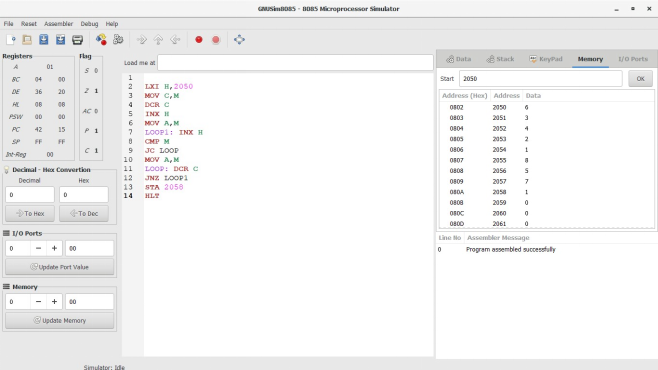 GNUSim8085 - 8085 Microprocessor Simulator
File Reset Assembler Debug Help
Registers
A 01
BC 04 00
DE 36 20
HL 08 08
PSW 00 00
PC 42 15
SP FF FF
Int-Reg 00
Flag
S 0
Z 1
AC 0
P 1
C 1
Decimal - Hex Convertion
Decimal Hex
0 0
To Hex To Dec
I/O Ports
0 - + 00
Update Port Value
Memory
0 - + 00
Update Memory
Load me at
1
2 LXI H,2050
3 MOV C,M
4 DCR C
5 INX H
6 MOV A,M
7 LOOP1: INX H
8 CMP M
9 JC LOOP
10 MOV A,M
11 LOOP: DCR C
12 JNZ LOOP1
13 STA 2058
14 HLT
Data Stack KeyPad Memory I/O Ports
Start 2050 OK
Address (Hex) Address Data
0802 2050 6
0803 2051 3
0804 2052 4
0805 2053 2
0806 2054 1
0807 2055 8
0808 2056 5
0809 2057 7
080A 2058 1
080B 2059 0
080C 2060 0
080D 2061 0
Line No Assembler Message
0 Program assembled successfully
Simulator: Idle